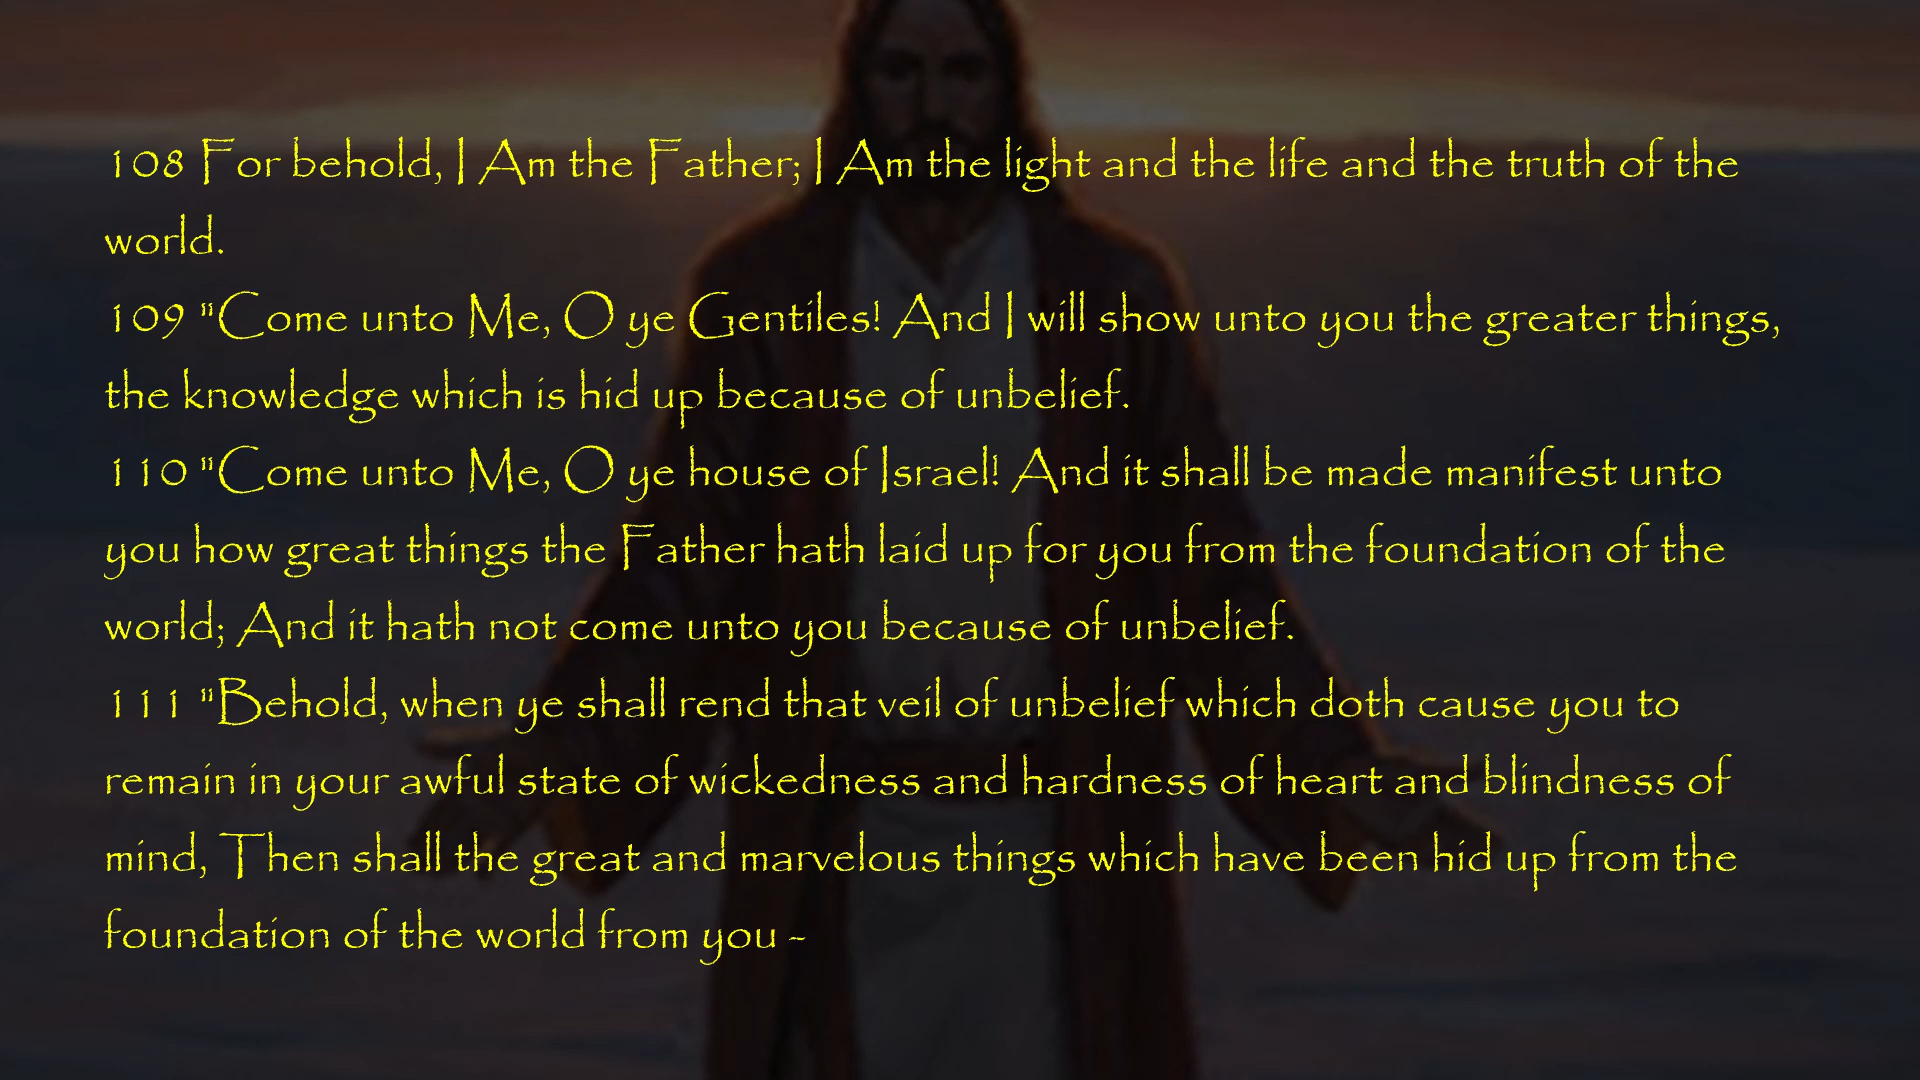 108 For behold, I Am the Father; I Am the light and the life and the truth of the
world.
109 "Come unto Me, O ye Gentiles! And I will show unto you the greater things,
the knowledge which is hid up because of unbelief.
110 "Come unto Me, O ye house of Israel! And it shall be made manifest unto
you how great things the Father hath laid up for you from the foundation of the
world; And it hath not come unto you because of unbelief.
111 "Behold, when ye shall rend that veil of unbelief which doth cause you to
remain in your awful state of wickedness and hardness of heart and blindness of
mind, Then shall the great and marvelous things which have been hid up from the
foundation of the world from you -